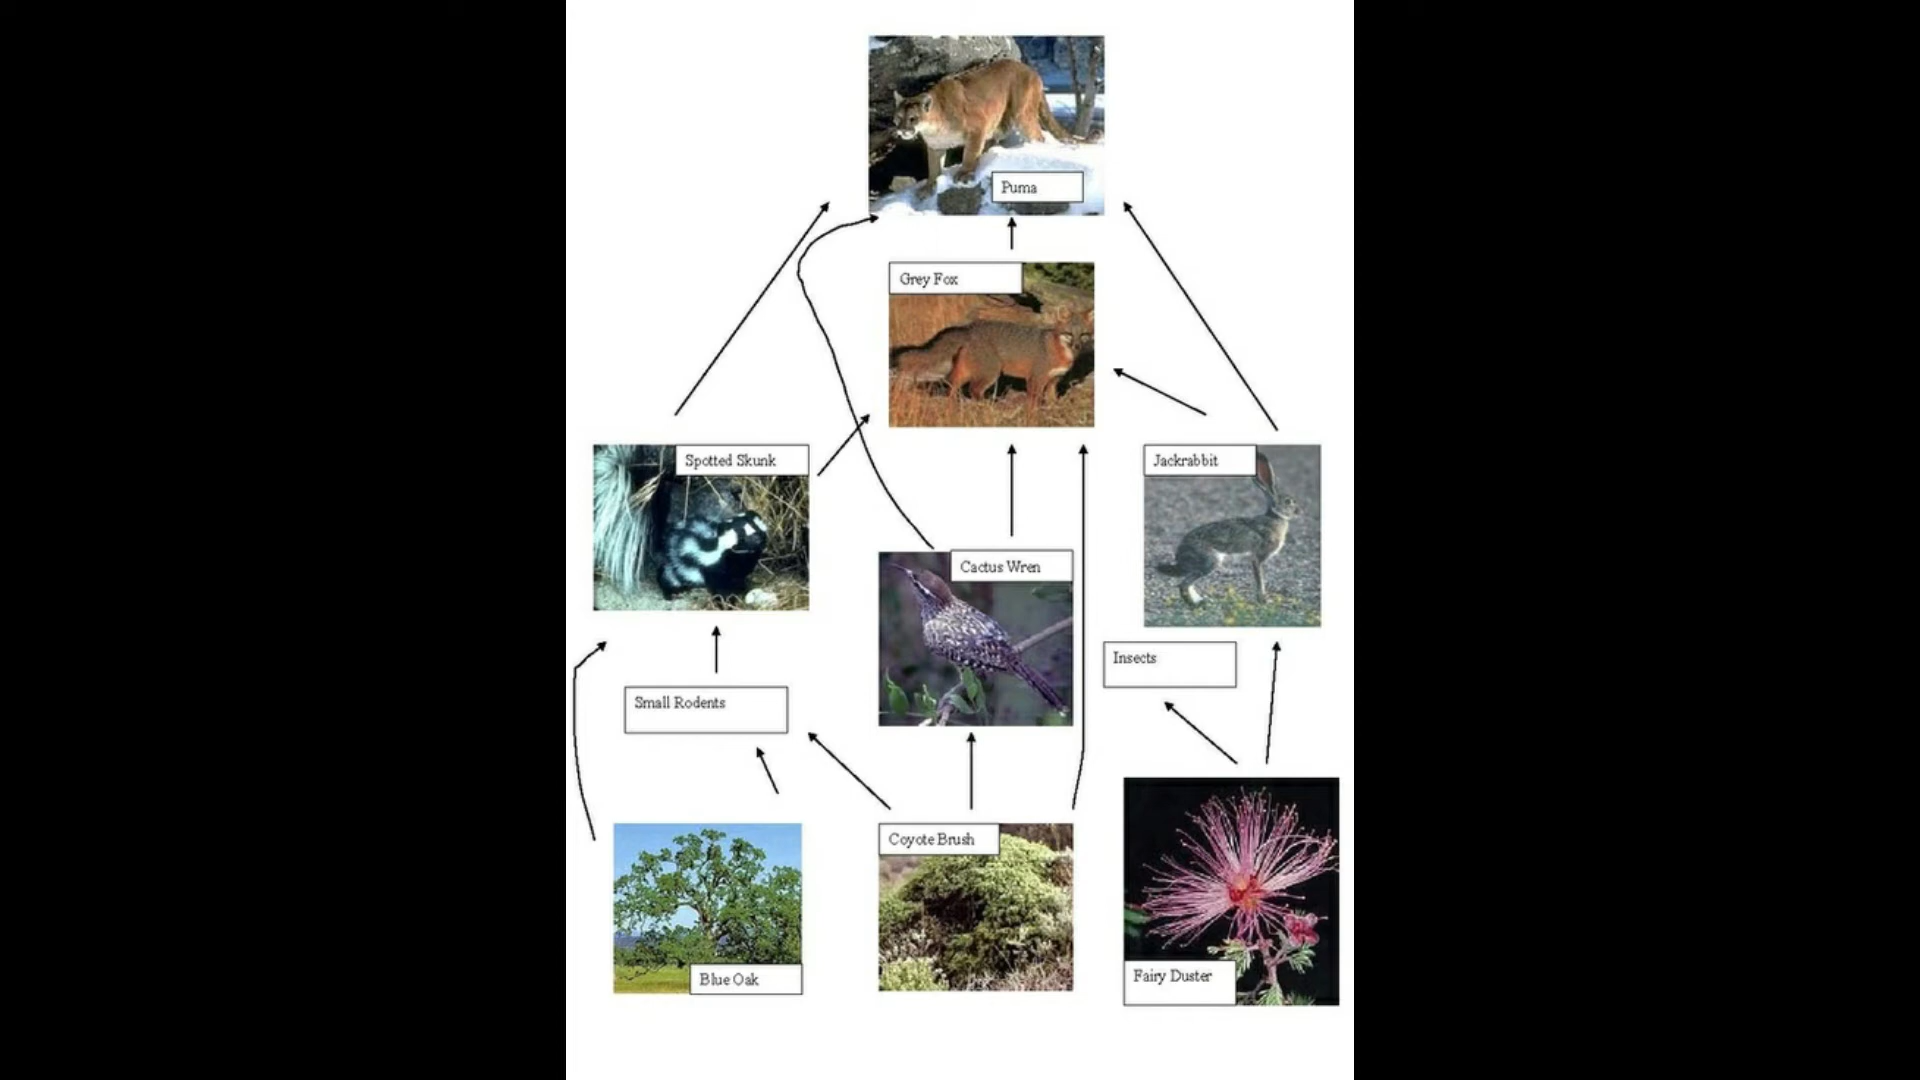 Puma
Grey Fox
Spotted Skunk
Jackrabbit
Cactus Wren
Insects
Small Rodents
Coyote Brush
Fairy Duster
Blue Oak